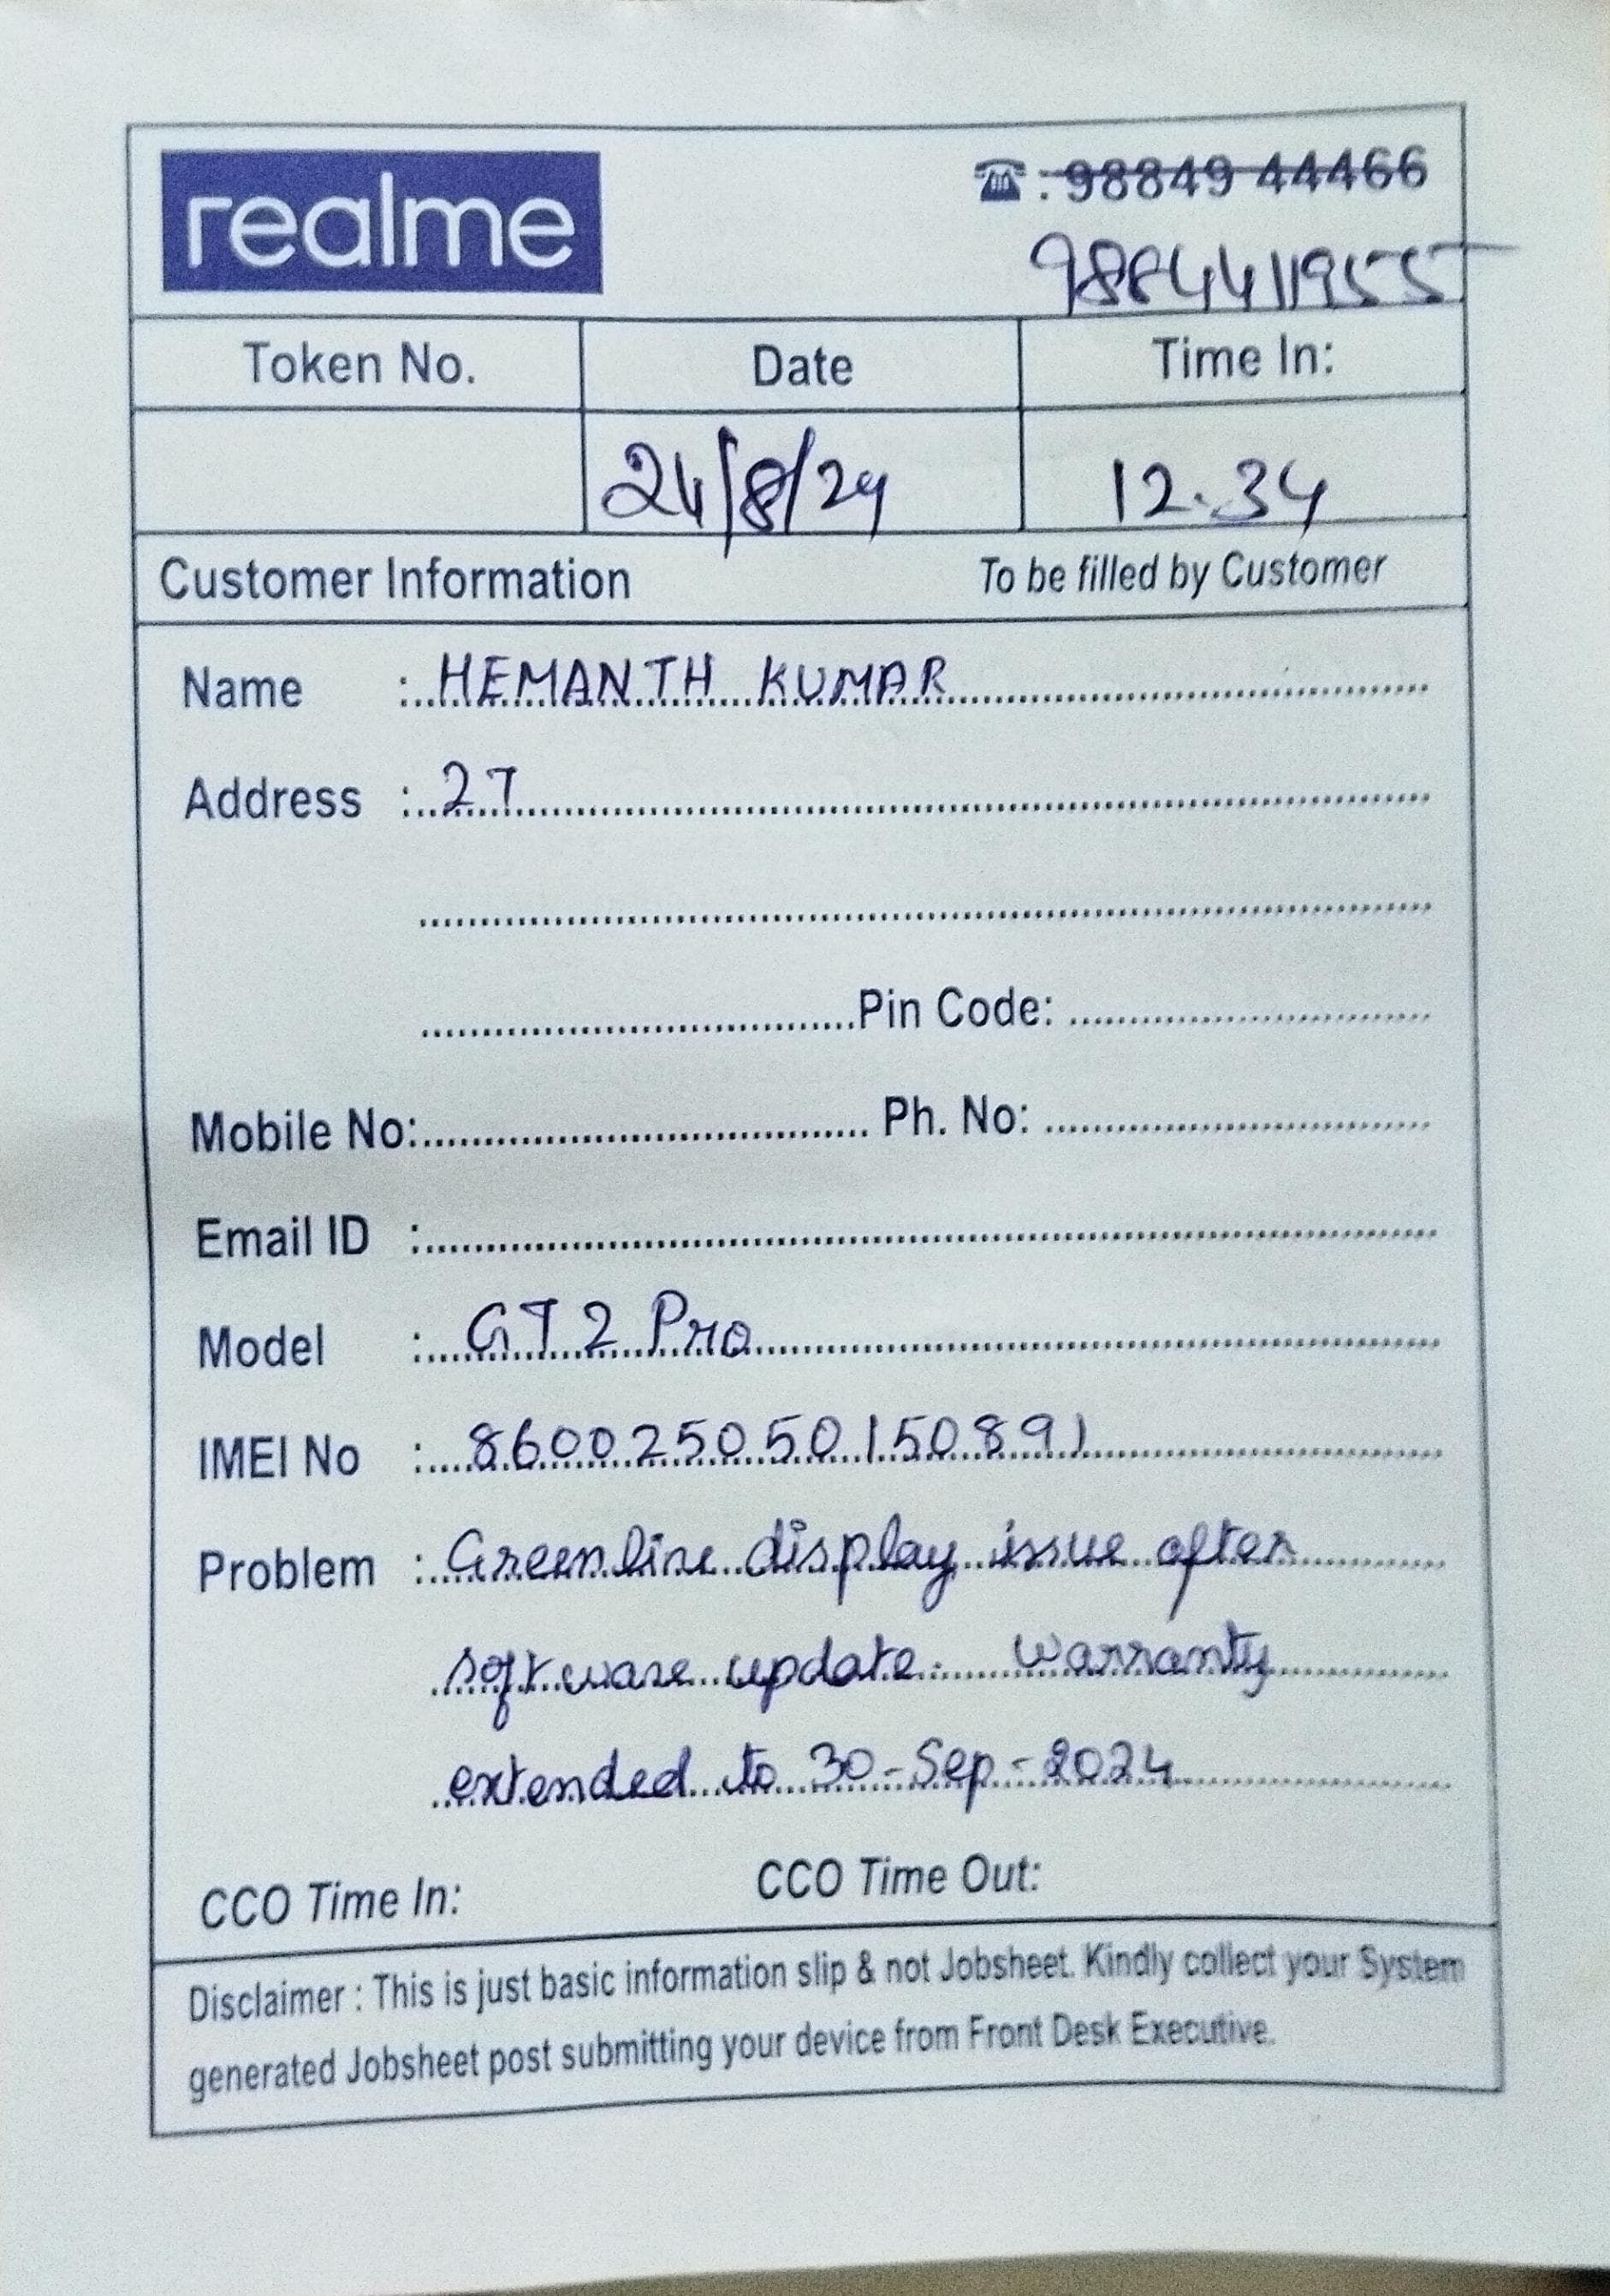 realme
☎: 98849 44466
9884411955
Token No. Date Time In:
24/8/24 12.34
Customer Information To be filled by Customer
Name : HEMANTH KUMAR
Address : 27
Pin Code:
Mobile No: Ph. No:
Email ID :
Model : GT 2 Pro
IMEI No : 860025050150891
Problem : Greenline display issue after
software update. Warranty
extended to 30-Sep-2024
CCO Time In: CCO Time Out:
Disclaimer : This is just basic information slip & not Jobsheet. Kindly collect your System
generated Jobsheet post submitting your device from Front Desk Executive.